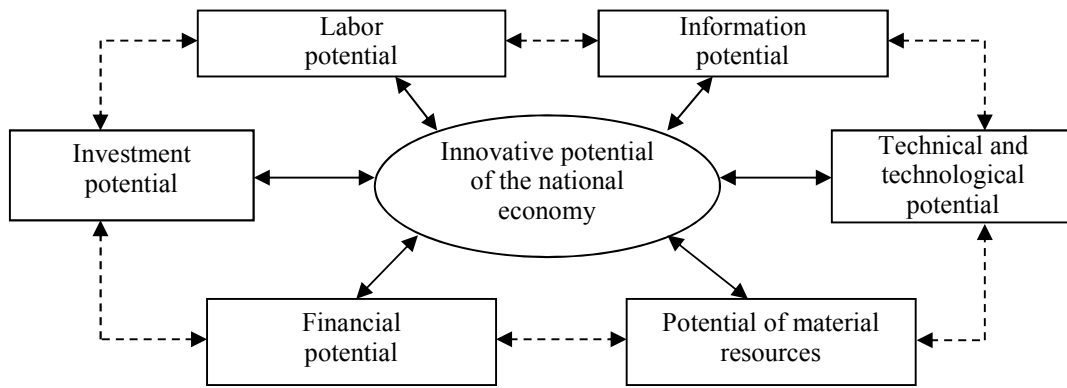 Labor
potential
Information
potential
Investment
potential
Innovative potential
of the national
economy
Technical and
technological
potential
Financial
potential
Potential of material
resources